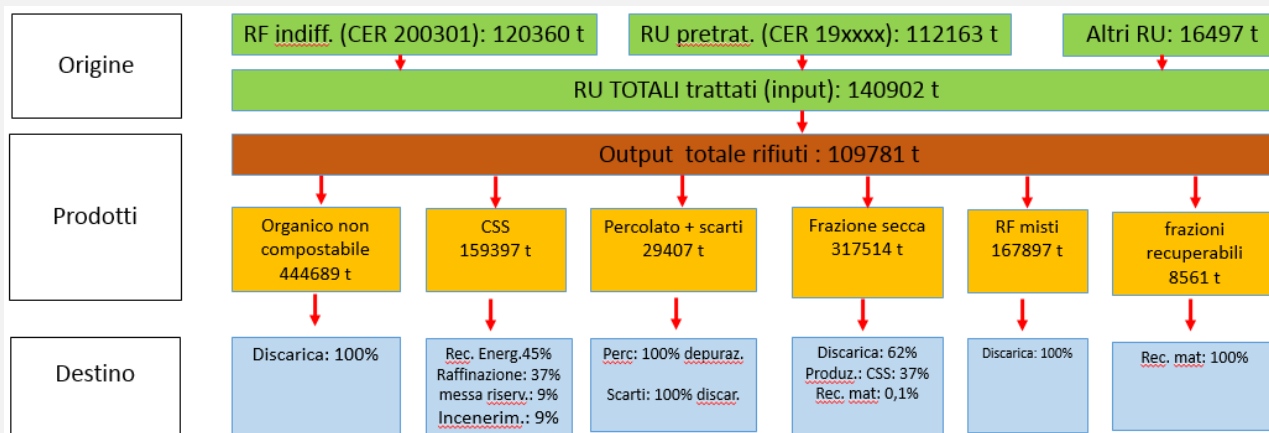 Origine
RF indiff. (CER 200301): 120360 t
RU pretrat. (CER 19xxxx): 112163 t
Altri RU: 16497 t
RU TOTALI trattati (input): 140902 t
Prodotti
Output totale rifiuti : 109781 t
Organico non
compostabile
444689 t
CSS
159397 t
Percolato + scarti
29407 t
Frazione secca
317514 t
RF misti
167897 t
frazioni
recuperabili
8561 t
Destino
Discarica: 100%
Rec. Energ.45%
Raffinazione: 37%
messa riserv.: 9%
Incenerim.: 9%
Perc: 100% depuraz.
Scarti: 100% discar.
Discarica: 62%
Produz.: CSS: 37%
Rec. mat: 0,1%
Discarica: 100%
Rec. mat: 100%